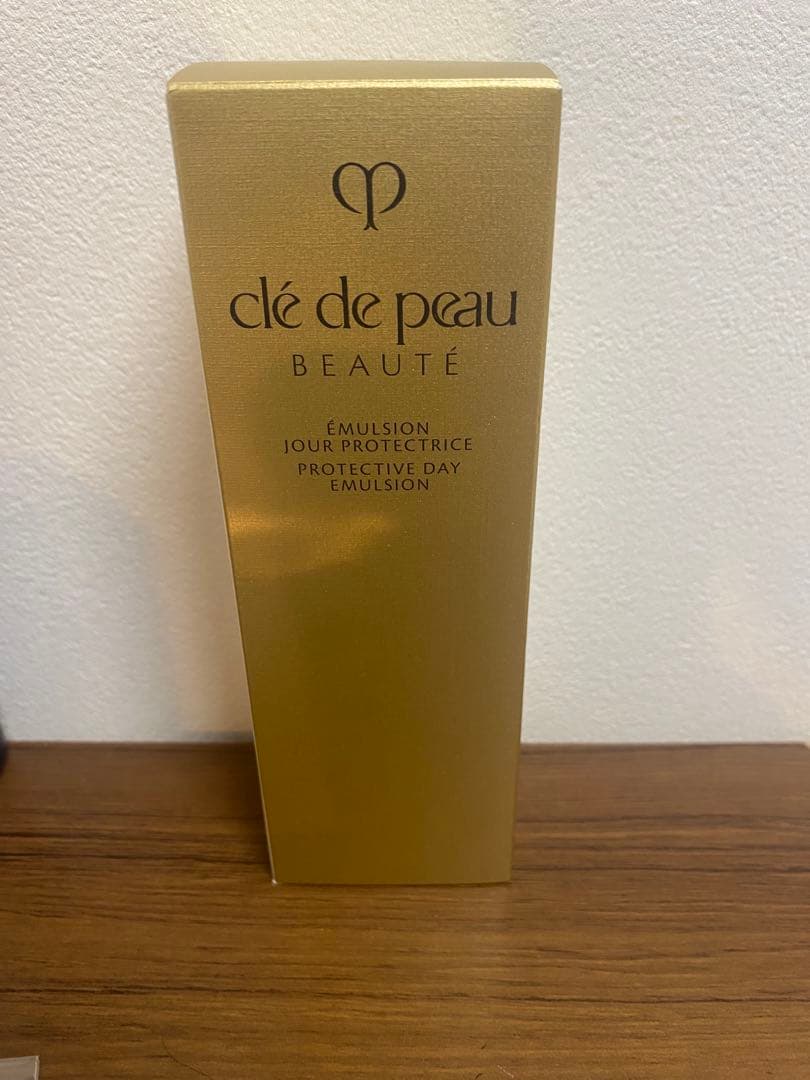 clé de peau
BEAUTÉ
ÉMULSION
JOUR PROTECTRICE
PROTECTIVE DAY
EMULSION